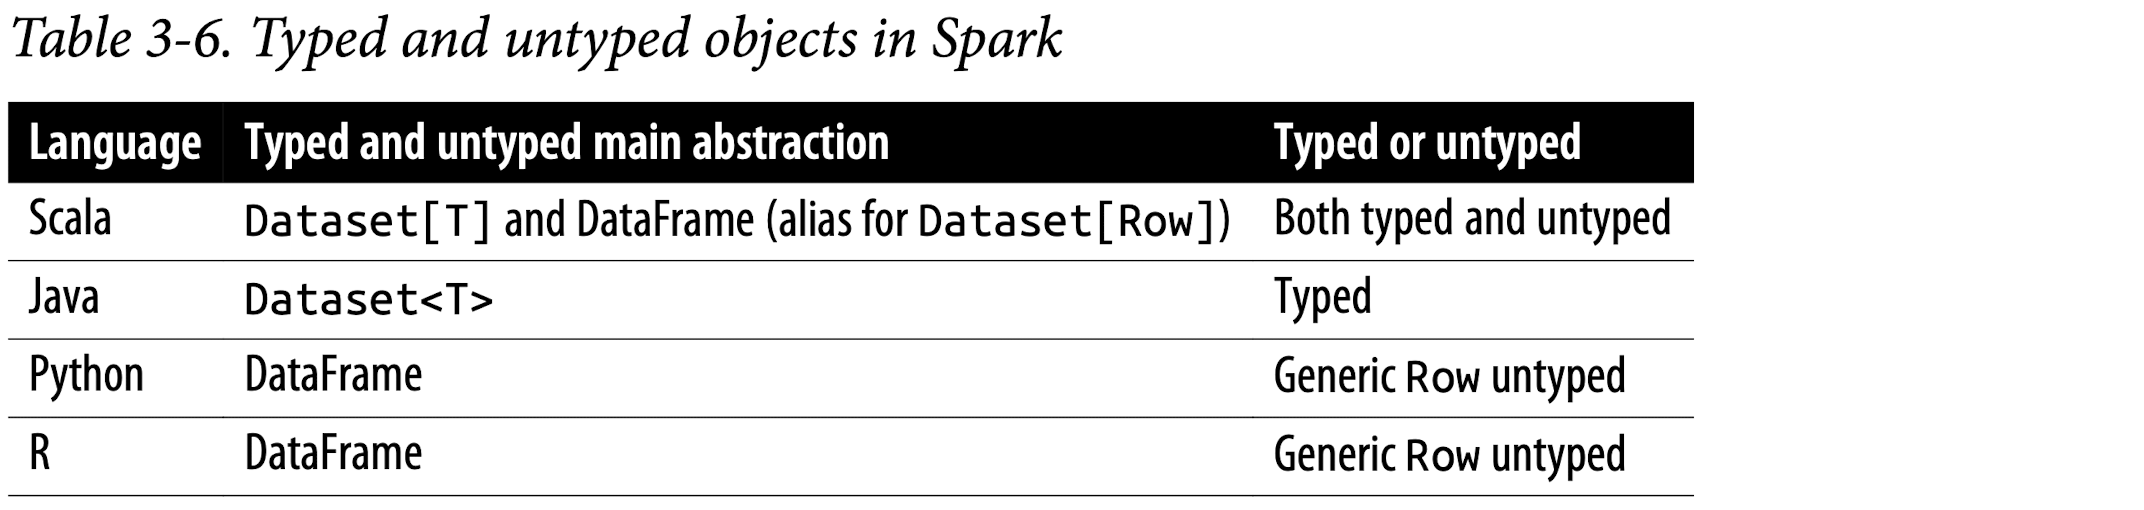 Table 3-6. Typed and untyped objects in Spark
Language Typed and untyped main abstraction Typed or untyped
Scala Dataset[T] and DataFrame (alias for Dataset[Row]) Both typed and untyped
Java Dataset<T> Typed
Python DataFrame Generic Row untyped
R DataFrame Generic Row untyped